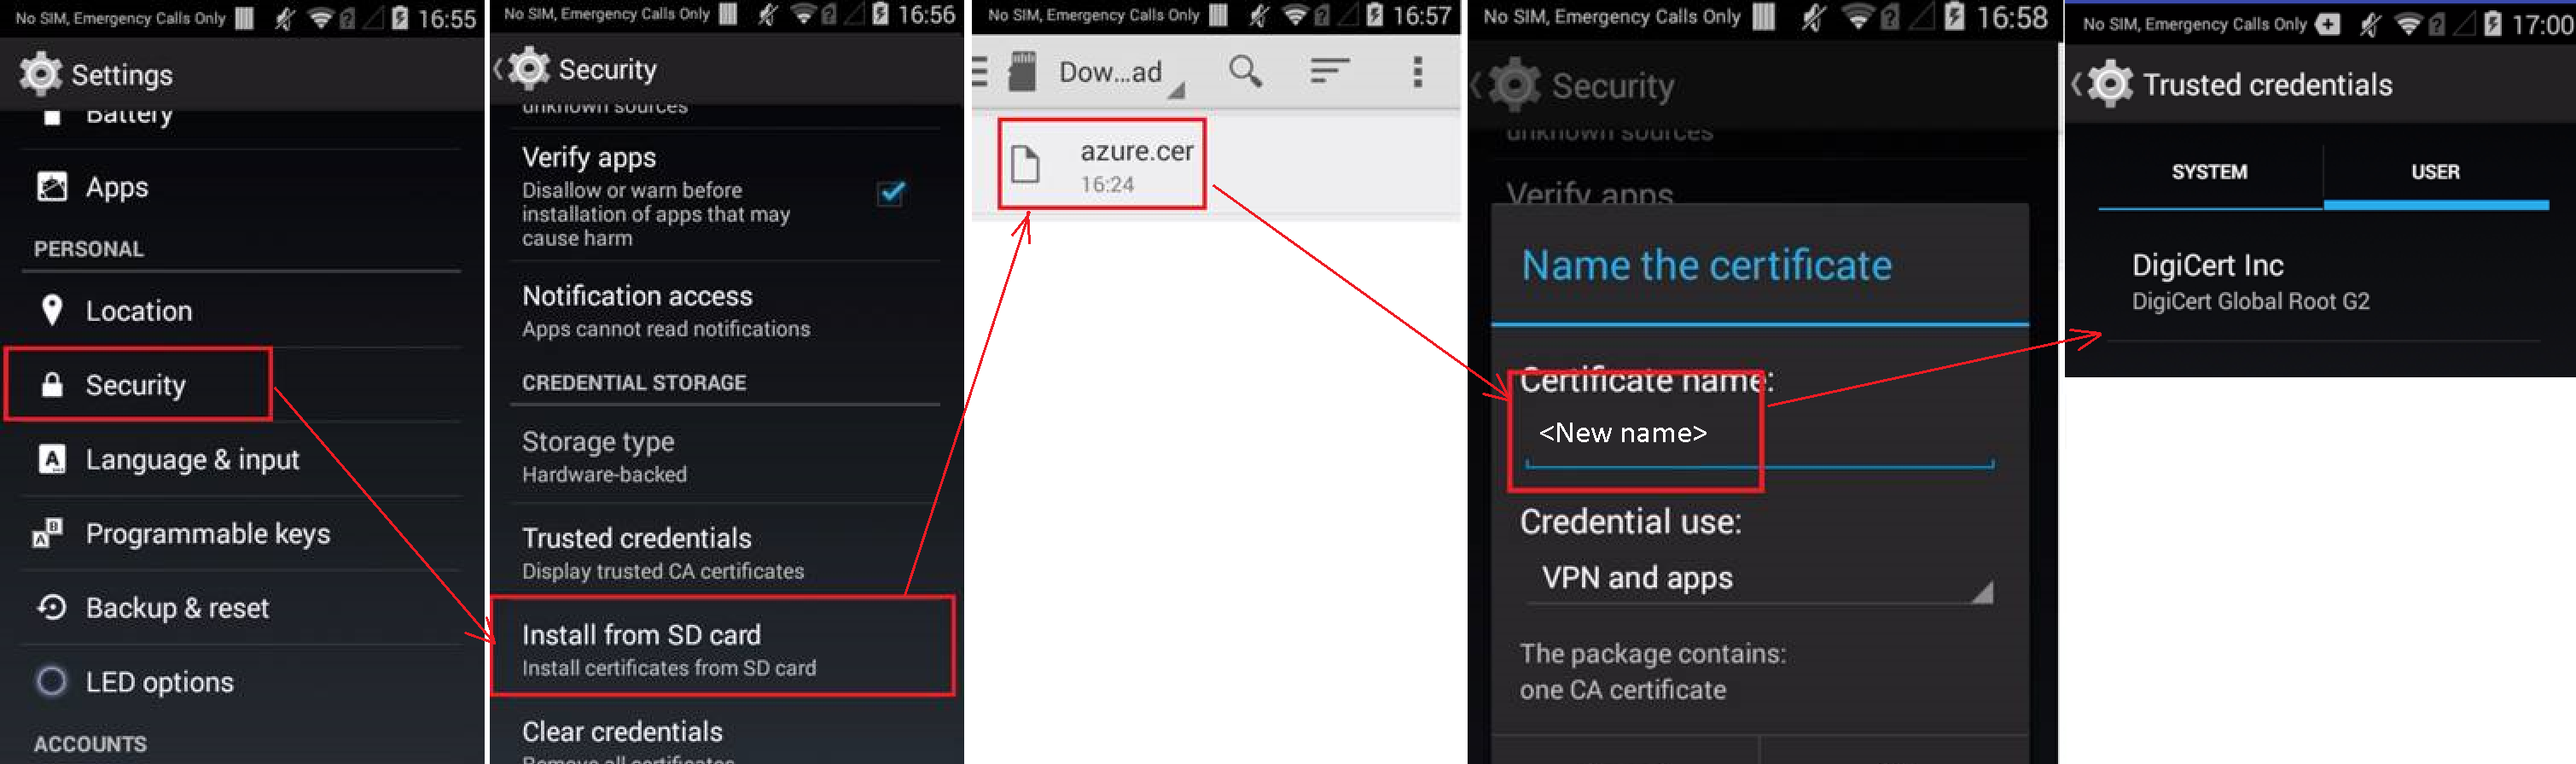 No SIM, Emergency Calls Only 16:55
Settings
Battery
Apps
PERSONAL
Location
Security
Language & input
Programmable keys
Backup & reset
LED options
ACCOUNTS
No SIM, Emergency Calls Only 16:56
Security
unknown sources
Verify apps
Disallow or warn before
installation of apps that may
cause harm
Notification access
Apps cannot read notifications
CREDENTIAL STORAGE
Storage type
Hardware-backed
Trusted credentials
Display trusted CA certificates
Install from SD card
Install certificates from SD card
Clear credentials
Remove all certificates
No SIM, Emergency Calls Only 16:57
Dow...ad
azure.cer
16:24
No SIM, Emergency Calls Only 16:58
Security
unknown sources
Verify apps
Name the certificate
Certificate name:
<New name>
Credential use:
VPN and apps
The package contains:
one CA certificate
No SIM, Emergency Calls Only 17:00
Trusted credentials
SYSTEM USER
DigiCert Inc
DigiCert Global Root G2